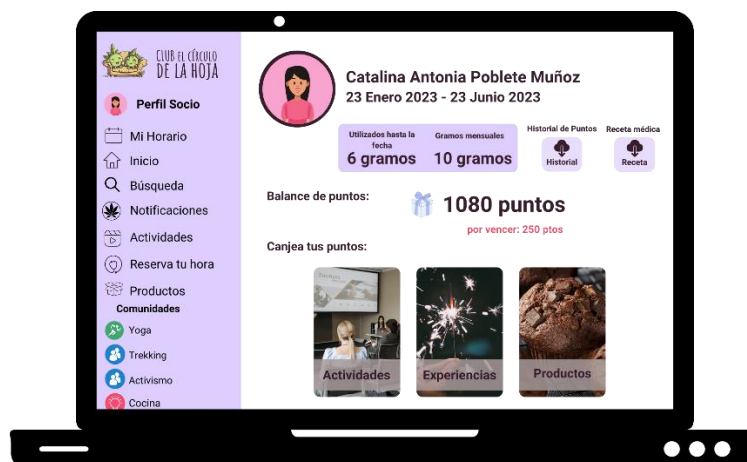 CLUB EL CÍRCULO
DE LA HOJA
Perfil Socio
Mi Horario
Inicio
Búsqueda
Notificaciones
Actividades
Reserva tu hora
Productos
Comunidades
Yoga
Trekking
Activismo
Cocina
Catalina Antonia Poblete Muñoz
23 Enero 2023 - 23 Junio 2023
Utilizados hasta la
fecha
6 gramos
Gramos mensuales
10 gramos
Historial de Puntos
Historial
Receta médica
Receta
Balance de puntos:
1080 puntos
por vencer: 250 ptos
Canjea tus puntos:
Actividades
Experiencias
Productos